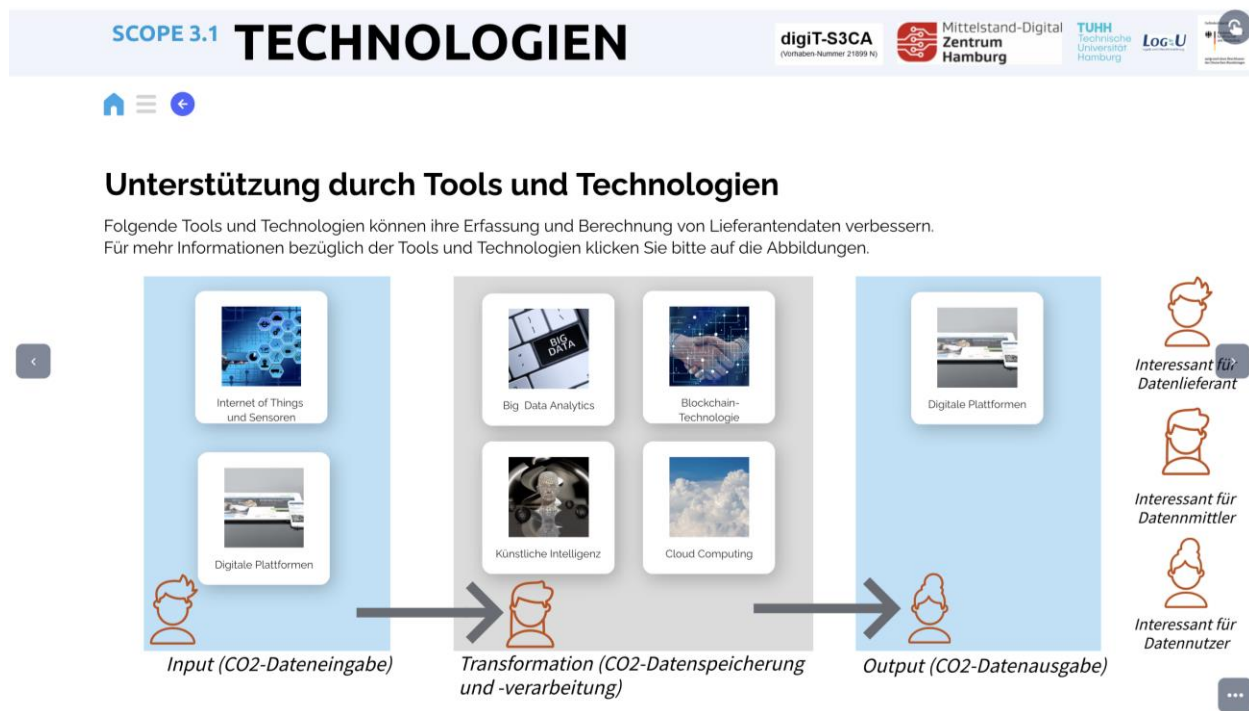 SCOPE 3.1 TECHNOLOGIEN
digiT-S3CA
(Vorhaben-Nummer 21899 N)
Mittelstand-Digital
Zentrum
Hamburg
TUHH
Technische
Universität
Hamburg
LOG U
Unterstützung durch Tools und Technologien
Folgende Tools und Technologien können ihre Erfassung und Berechnung von Lieferantendaten verbessern.
Für mehr Informationen bezüglich der Tools und Technologien klicken Sie bitte auf die Abbildungen.
Internet of Things
und Sensoren
Digitale Plattformen
Input (CO2-Dateneingabe)
BIG
DATA
Big Data Analytics
Blockchain-
Technologie
Künstliche Intelligenz
Cloud Computing
Transformation (CO2-Datenspeicherung
und -verarbeitung)
Digitale Plattformen
Output (CO2-Datenausgabe)
Interessant für
Datenlieferant
Interessant für
Datennmittler
Interessant für
Datennutzer